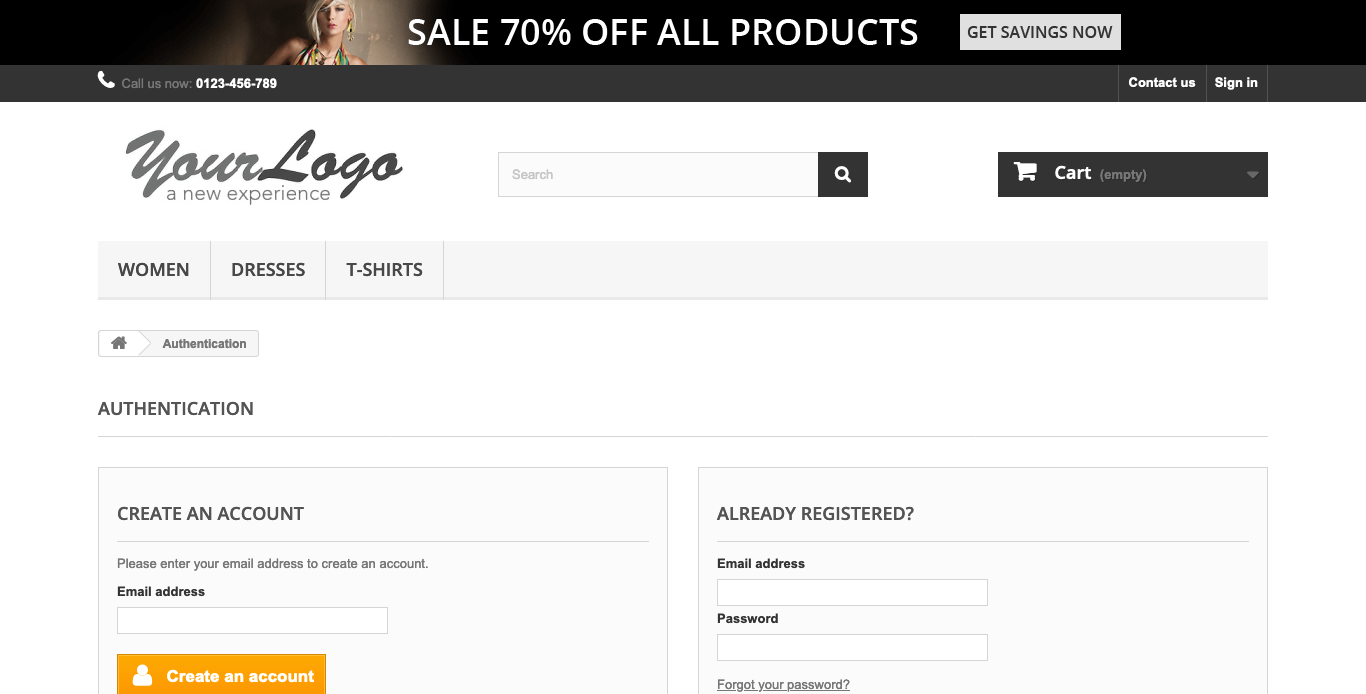 SALE 70% OFF ALL PRODUCTS GET SAVINGS NOW
Call us now: 0123-456-789 Contact us Sign in
YourLogo
a new experience
Search
Cart (empty)
WOMEN DRESSES T-SHIRTS
Authentication
AUTHENTICATION
CREATE AN ACCOUNT
Please enter your email address to create an account.
Email address
Create an account
ALREADY REGISTERED?
Email address
Password
Forgot your password?